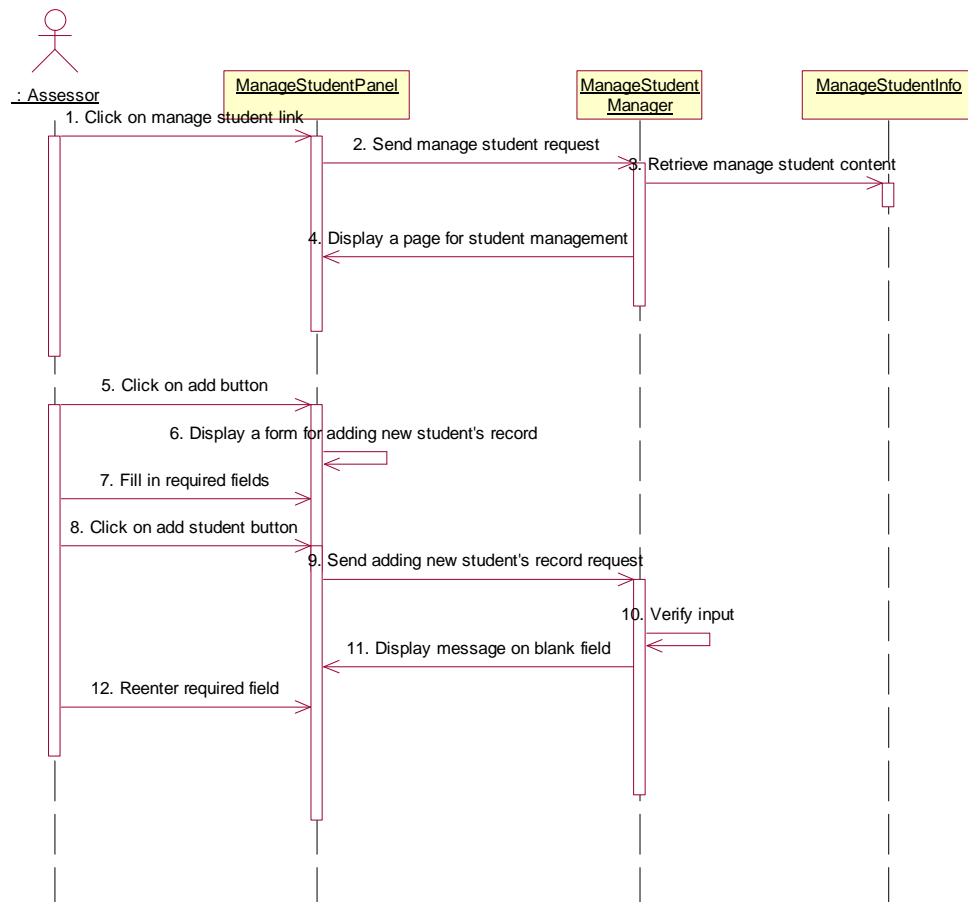 : Assessor
ManageStudentPanel
ManageStudent
Manager
ManageStudentInfo
1. Click on manage student link
2. Send manage student request
3. Retrieve manage student content
4. Display a page for student management
5. Click on add button
6. Display a form for adding new student's record
7. Fill in required fields
8. Click on add student button
9. Send adding new student's record request
10. Verify input
11. Display message on blank field
12. Reenter required field